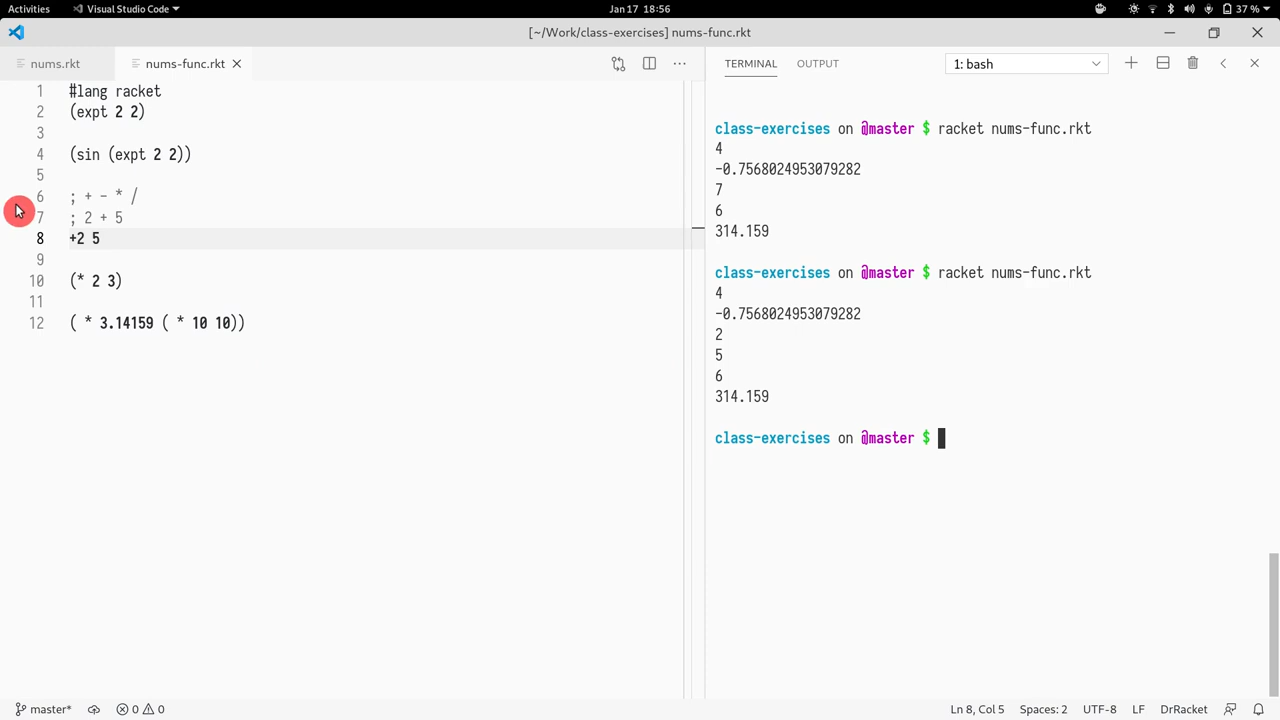 Activities Visual Studio Code Jan 17 18:56 37 %
[~/Work/class-exercises] nums-func.rkt
nums.rkt nums-func.rkt
1 #lang racket
2 (expt 2 2)
3
4 (sin (expt 2 2))
5
6 ; + - * /
7 ; 2 + 5
8 +2 5
9
10 (* 2 3)
11
12 ( * 3.14159 ( * 10 10))
TERMINAL OUTPUT 1: bash
class-exercises on @master $ racket nums-func.rkt
4
-0.7568024953079282
7
6
314.159
class-exercises on @master $ racket nums-func.rkt
4
-0.7568024953079282
2
5
6
314.159
class-exercises on @master $
master* 0 0 Ln 8, Col 5 Spaces: 2 UTF-8 LF DrRacket